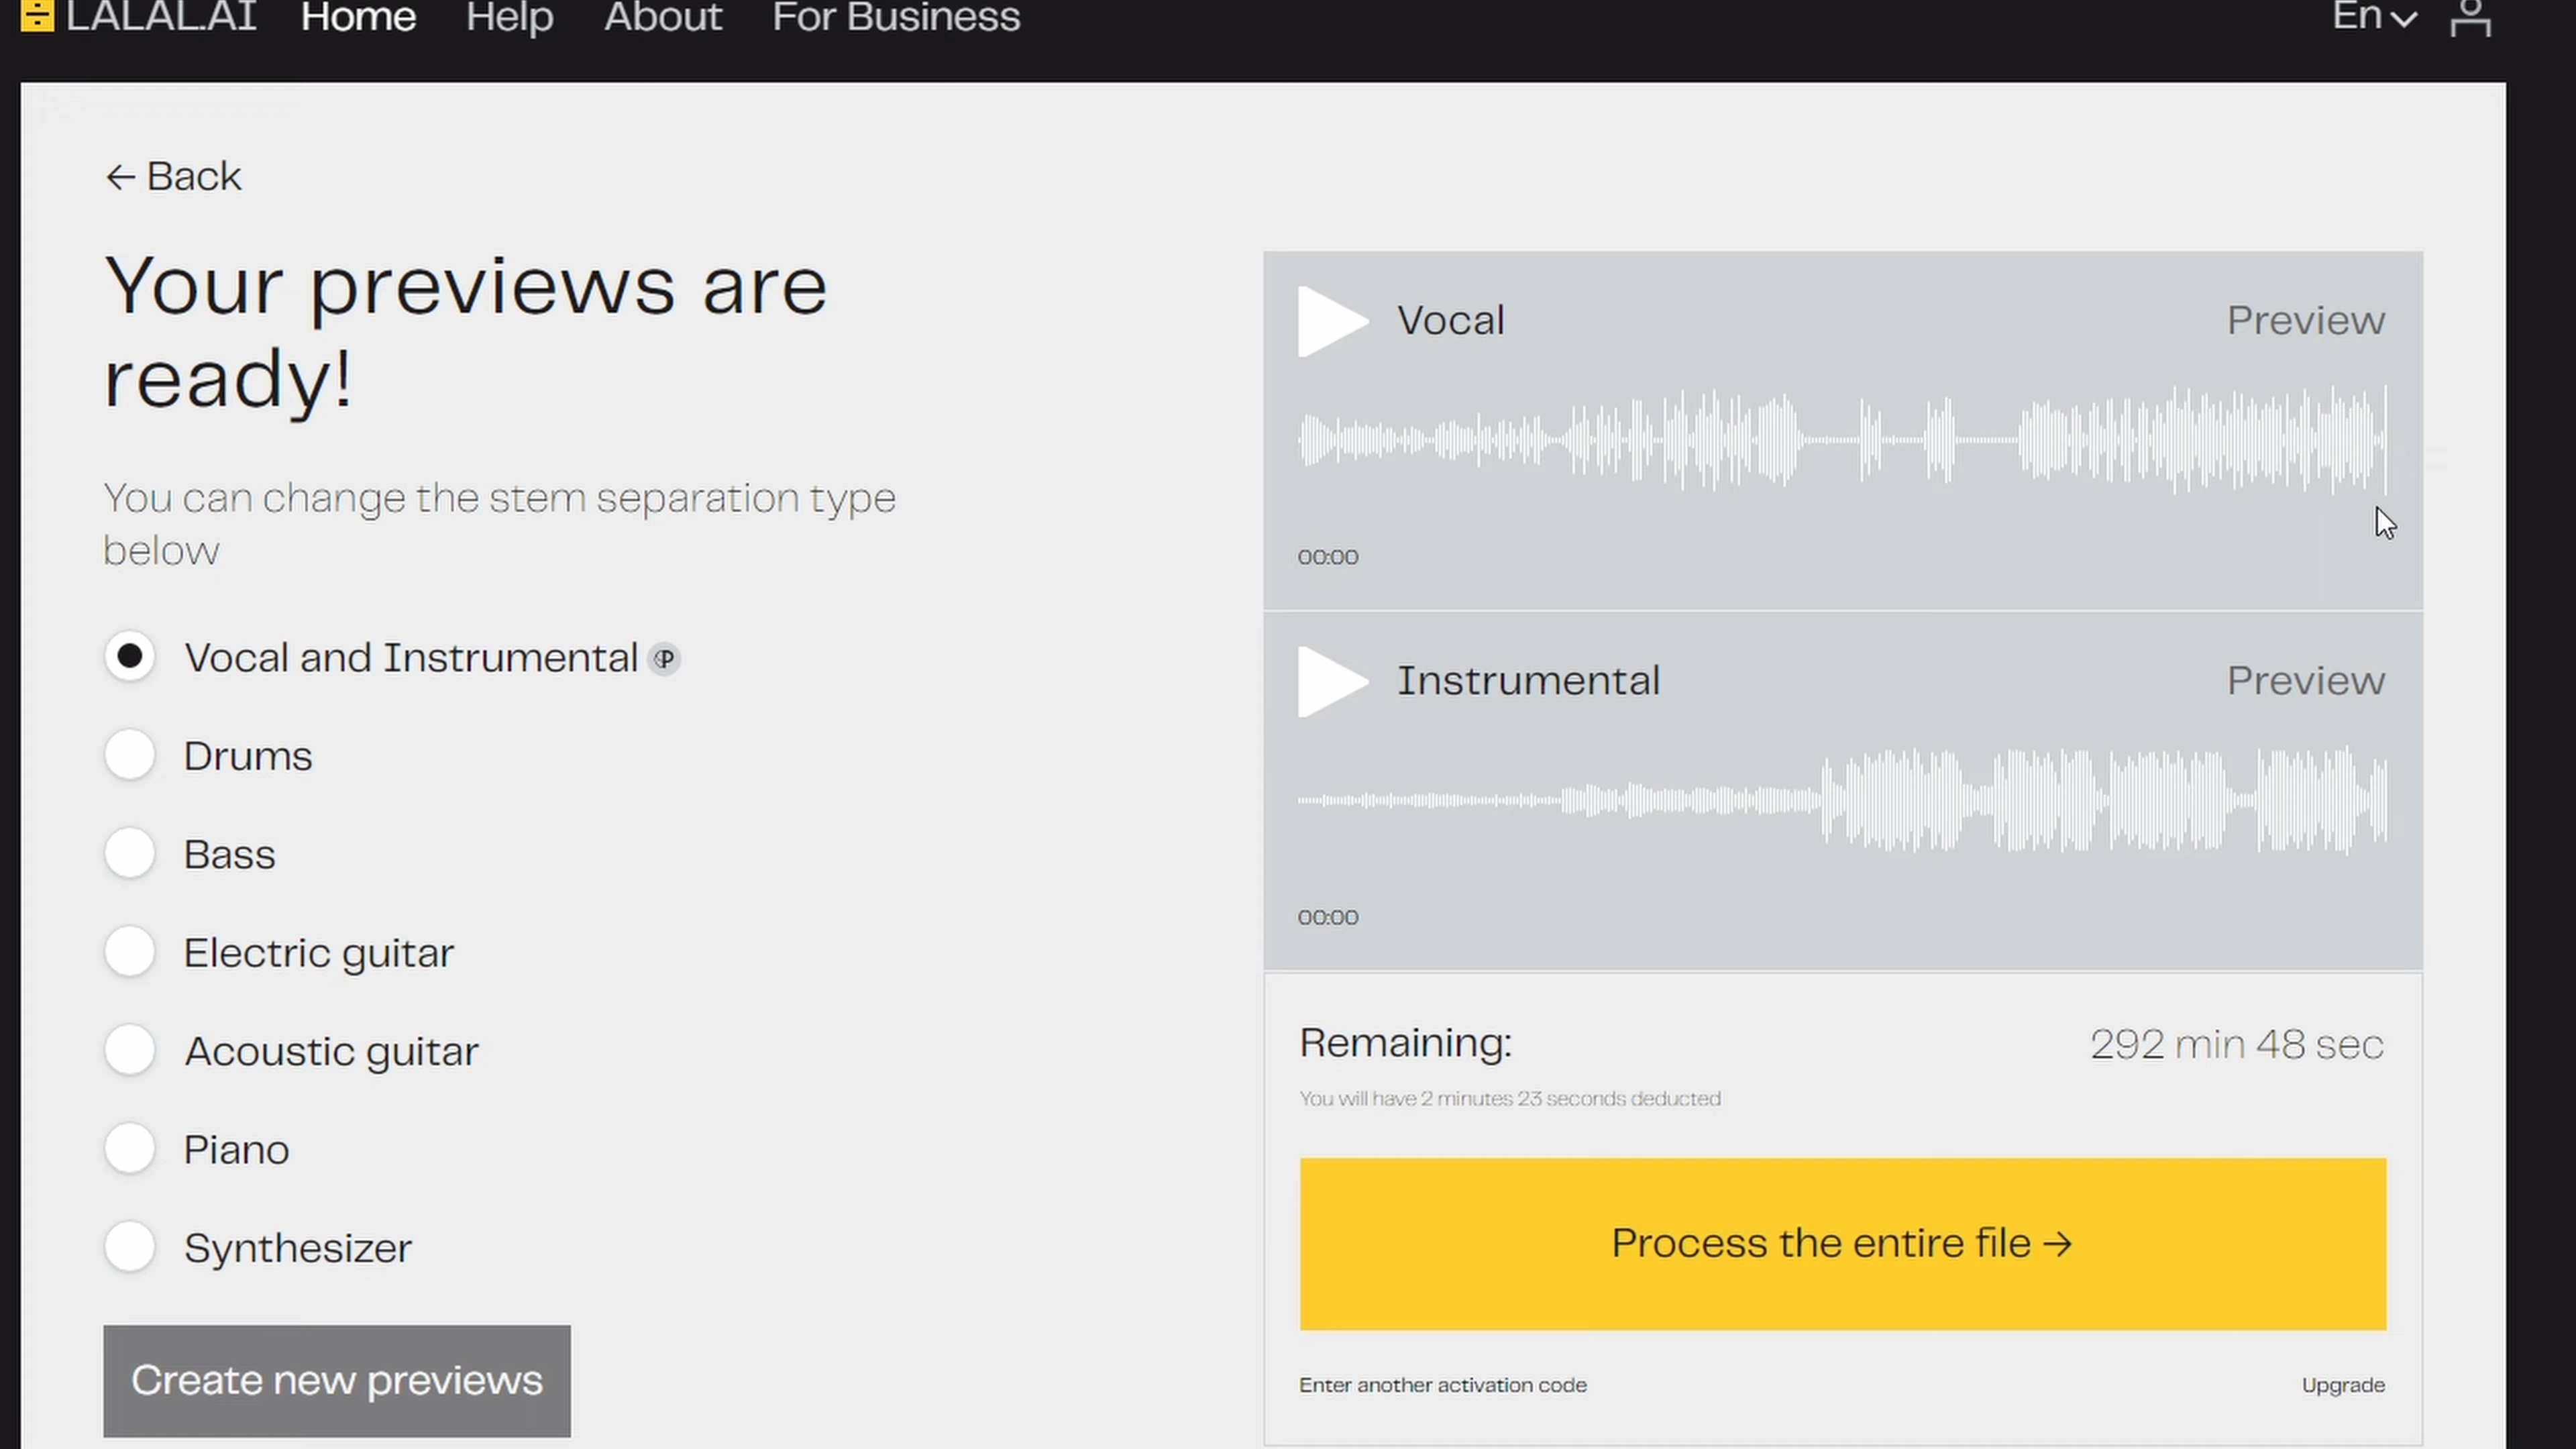 LALAL.AI Home Help About For Business En
← Back
Your previews are
ready!
You can change the stem separation type
below
Vocal and Instrumental
Drums
Bass
Electric guitar
Acoustic guitar
Piano
Synthesizer
Create new previews
Vocal Preview
00:00
Instrumental Preview
00:00
Remaining: 292 min 48 sec
You will have 2 minutes 23 seconds deducted
Process the entire file →
Enter another activation code Upgrade